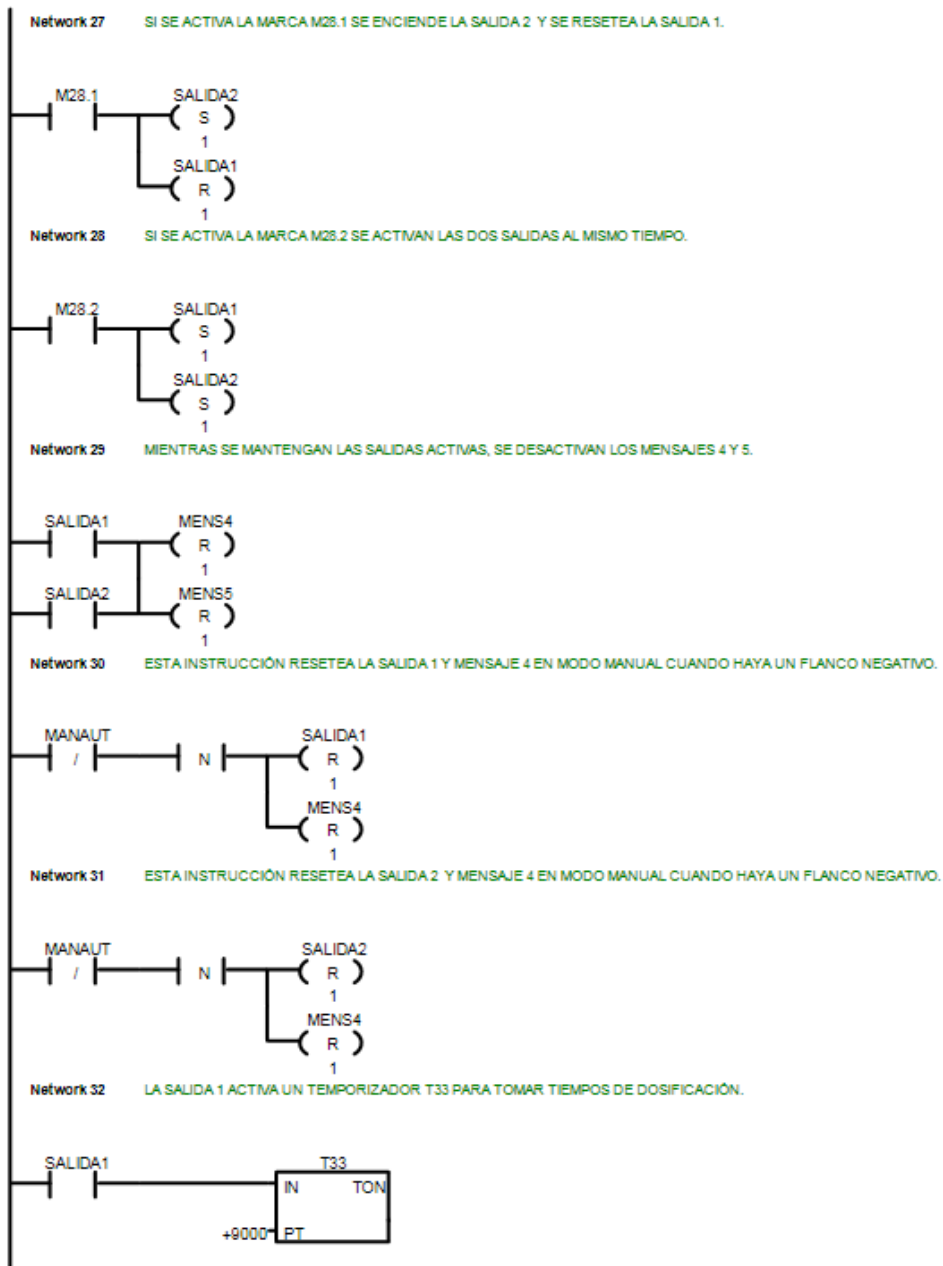 Network 27 SI SE ACTIVA LA MARCA M28.1 SE ENCIENDE LA SALIDA 2 Y SE RESETEA LA SALIDA 1.
M28.1 SALIDA2
S
1
SALIDA1
R
1
Network 28 SI SE ACTIVA LA MARCA M28.2 SE ACTIVAN LAS DOS SALIDAS AL MISMO TIEMPO.
M28.2 SALIDA1
S
1
SALIDA2
S
1
Network 29 MIENTRAS SE MANTENGAN LAS SALIDAS ACTIVAS, SE DESACTIVAN LOS MENSAJES 4 Y 5.
SALIDA1 MENS4
R
1
SALIDA2 MENS5
R
1
Network 30 ESTA INSTRUCCIÓN RESETEA LA SALIDA 1 Y MENSAJE 4 EN MODO MANUAL CUANDO HAYA UN FLANCO NEGATIVO.
MANAUT SALIDA1
/ N R
1
MENS4
R
1
Network 31 ESTA INSTRUCCIÓN RESETEA LA SALIDA 2 Y MENSAJE 4 EN MODO MANUAL CUANDO HAYA UN FLANCO NEGATIVO.
MANAUT SALIDA2
/ N R
1
MENS4
R
1
Network 32 LA SALIDA 1 ACTIVA UN TEMPORIZADOR T33 PARA TOMAR TIEMPOS DE DOSIFICACIÓN.
SALIDA1 T33
IN TON
+9000 PT